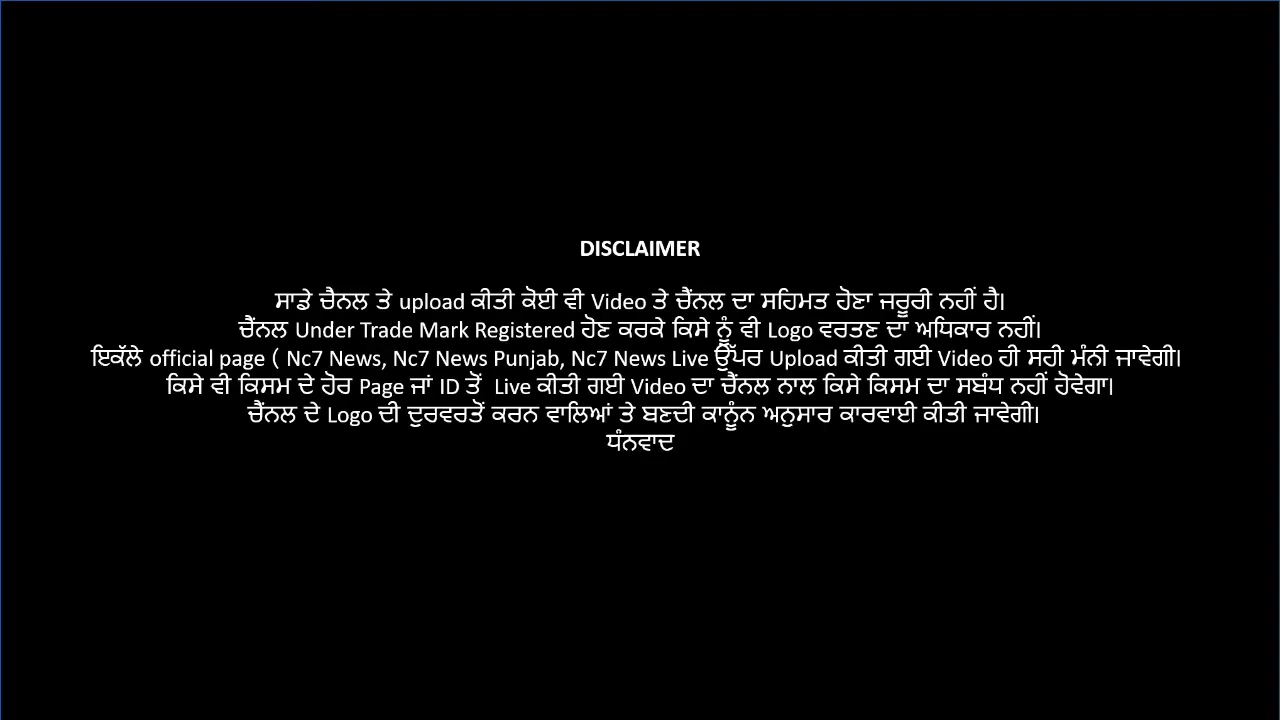 DISCLAIMER
ਸਾਡੇ ਚੈਨਲ ਤੇ upload ਕੀਤੀ ਕੋਈ ਵੀ Video ਤੇ ਚੈੰਨਲ ਦਾ ਸਹਿਮਤ ਹੋਣਾ ਜਰੂਰੀ ਨਹੀਂ ਹੈ।
ਚੈੰਨਲ Under Trade Mark Registered ਹੋਣ ਕਰਕੇ ਕਿਸੇ ਨੂੰ ਵੀ Logo ਵਰਤਣ ਦਾ ਅਧਿਕਾਰ ਨਹੀਂ।
ਇਕੱਲੇ official page ( Nc7 News, Nc7 News Punjab, Nc7 News Live ਉੱਪਰ Upload ਕੀਤੀ ਗਈ Video ਹੀ ਸਹੀ ਮੰਨੀ ਜਾਵੇਗੀ।
ਕਿਸੇ ਵੀ ਕਿਸਮ ਦੇ ਹੋਰ Page ਜਾਂ ID ਤੋਂ Live ਕੀਤੀ ਗਈ Video ਦਾ ਚੈੰਨਲ ਨਾਲ ਕਿਸੇ ਕਿਸਮ ਦਾ ਸਬੰਧ ਨਹੀਂ ਹੋਵੇਗਾ।
ਚੈੰਨਲ ਦੇ Logo ਦੀ ਦੁਰਵਰਤੋਂ ਕਰਨ ਵਾਲਿਆਂ ਤੇ ਬਣਦੀ ਕਾਨੂੰਨ ਅਨੁਸਾਰ ਕਾਰਵਾਈ ਕੀਤੀ ਜਾਵੇਗੀ।
ਧੰਨਵਾਦ